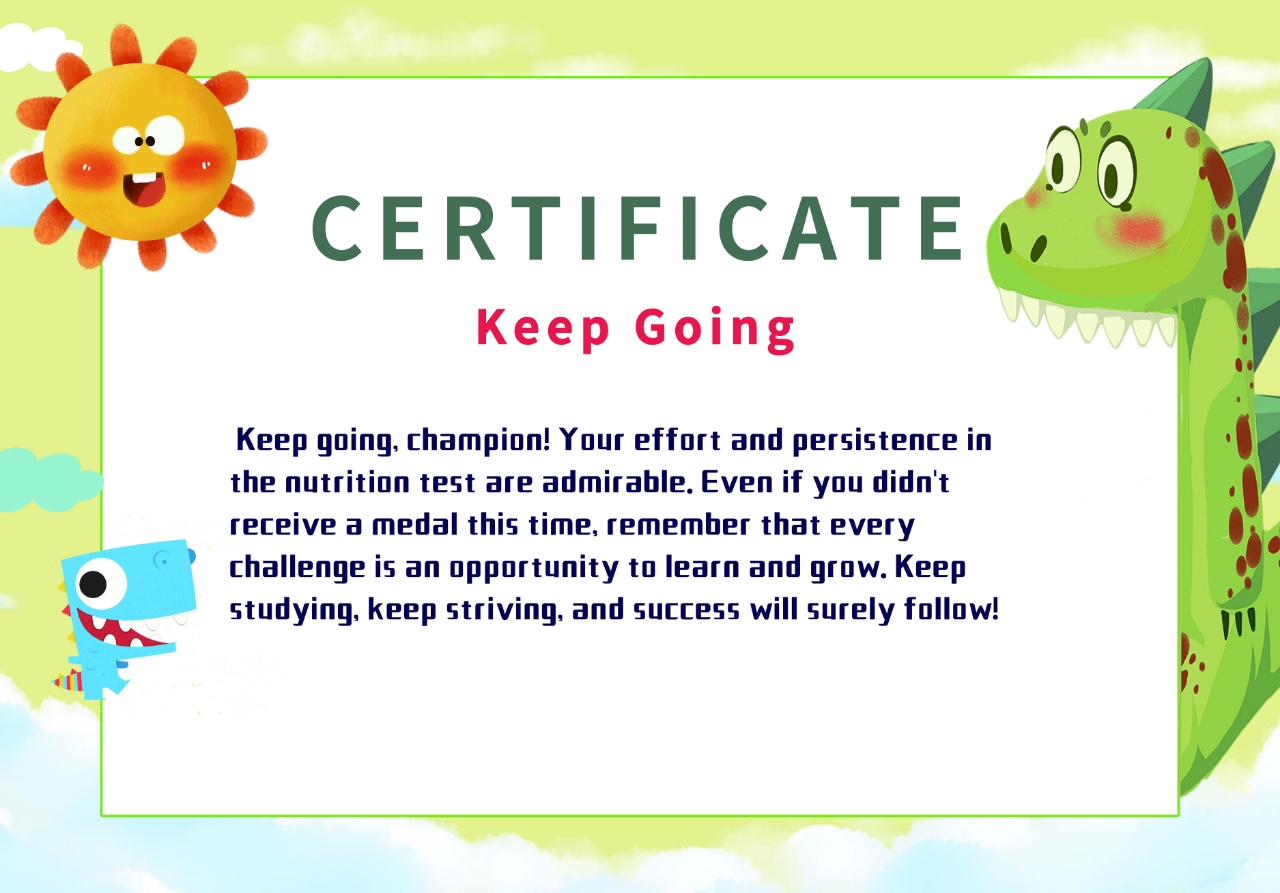 CERTIFICATE
Keep Going
Keep going, champion! Your effort and persistence in
the nutrition test are admirable. Even if you didn't
receive a medal this time, remember that every
challenge is an opportunity to learn and grow. Keep
studying, keep striving, and success will surely follow!